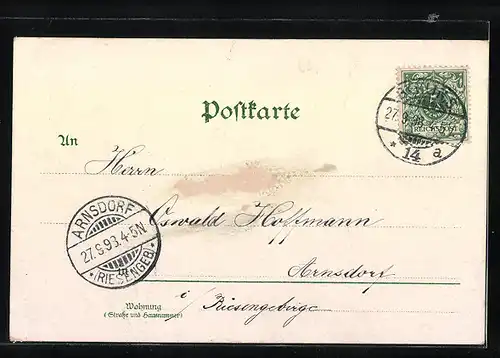 Postkarte
An
Herrn
Oswald Hoffmann
Arnsdorf
i/ Riesengebirge
Wohnung
(Straße und Hausnummer)
ARNSDORF
27.9.93.4-5N.
*(RIESENGEB.)*
27.9.93
* 14 a
REICHSPOST